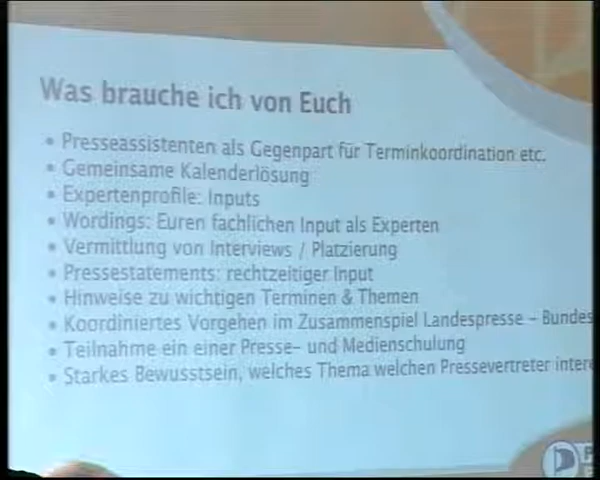 Was brauche ich von Euch
• Presseassistenten als Gegenpart für Terminkoordination etc.
• Gemeinsame Kalenderlösung
• Expertenprofile: Inputs
• Wordings: Euren fachlichen Input als Experten
• Vermittlung von Interviews / Platzierung
• Pressestatements: rechtzeitiger Input
• Hinweise zu wichtigen Terminen & Themen
• Koordiniertes Vorgehen im Zusammenspiel Landespresse – Bundes
• Teilnahme ein einer Presse- und Medienschulung
• Starkes Bewusstsein, welches Thema welchen Pressevertreter intere